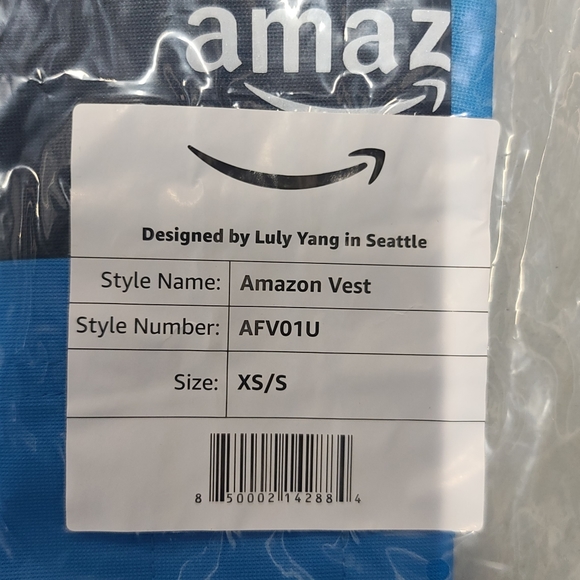 amaz
Designed by Luly Yang in Seattle
Style Name: Amazon Vest
Style Number: AFV01U
Size: XS/S
8 50002 14288 4